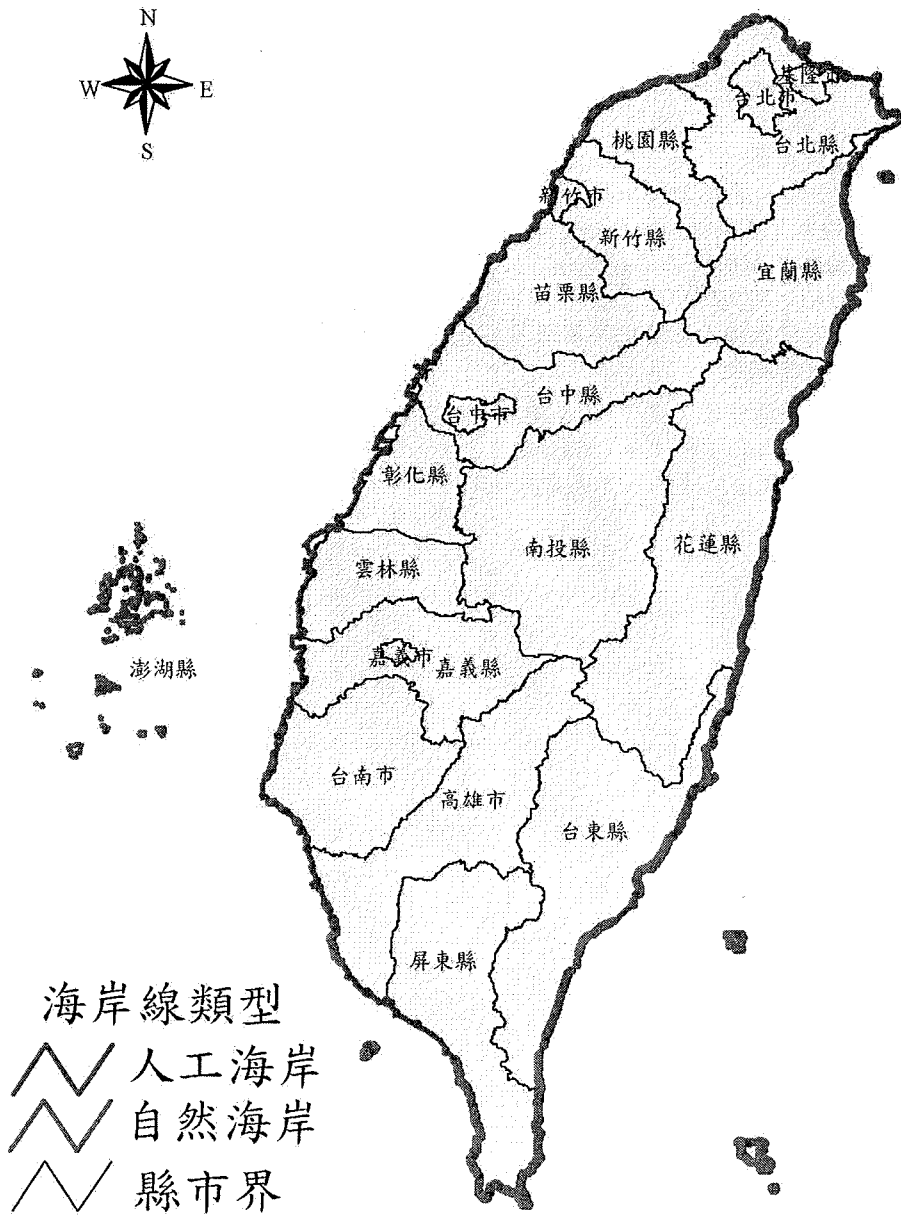 N
W
E
S
基隆市
台北市
台北縣
桃園縣
新竹市
新竹縣
宜蘭縣
苗栗縣
台中縣
台中市
彰化縣
南投縣
花蓮縣
雲林縣
嘉義市
嘉義縣
澎湖縣
台南市
高雄市
台東縣
屏東縣
海岸線類型
人工海岸
自然海岸
縣市界